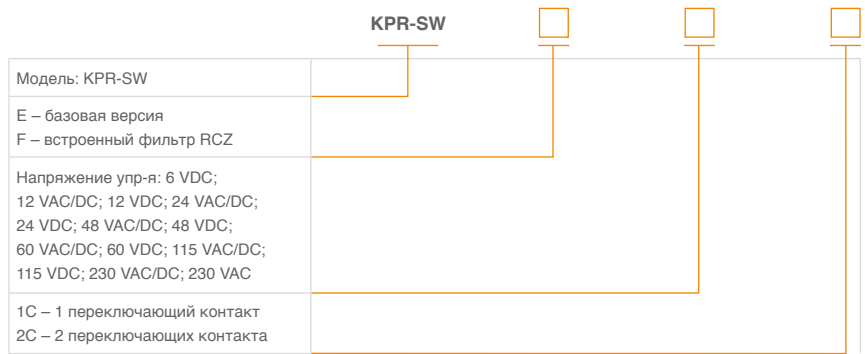 KPR-SW
Модель: KPR-SW
E – базовая версия
F – встроенный фильтр RCZ
Напряжение упр-я: 6 VDC;
12 VAC/DC; 12 VDC; 24 VAC/DC;
24 VDC; 48 VAC/DC; 48 VDC;
60 VAC/DC; 60 VDC; 115 VAC/DC;
115 VDC; 230 VAC/DC; 230 VAC
1C – 1 переключающий контакт
2C – 2 переключающих контакта